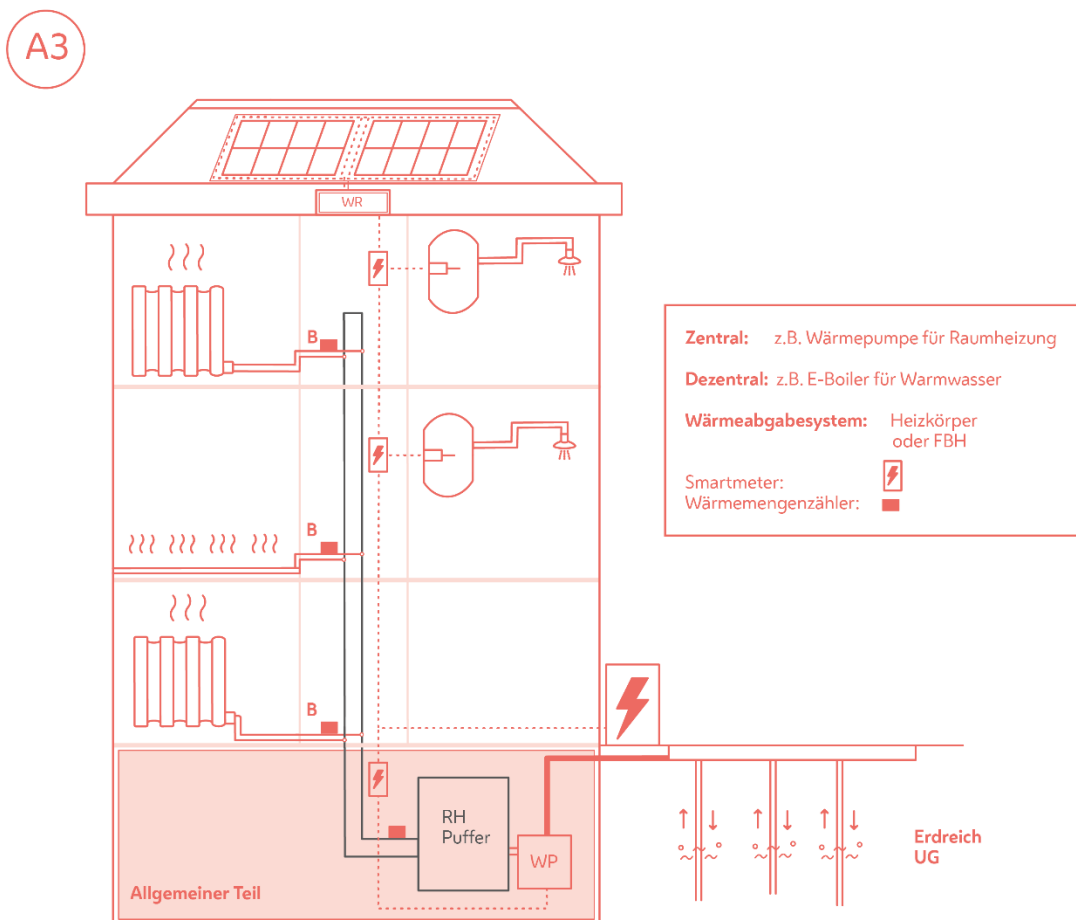 A3
WR
B
Zentral: z.B. Wärmepumpe für Raumheizung
Dezentral: z.B. E-Boiler für Warmwasser
Wärmeabgabesystem: Heizkörper
oder FBH
Smartmeter:
Wärmemengenzähler:
B
B
RH
Puffer
WP
Erdreich
UG
Allgemeiner Teil